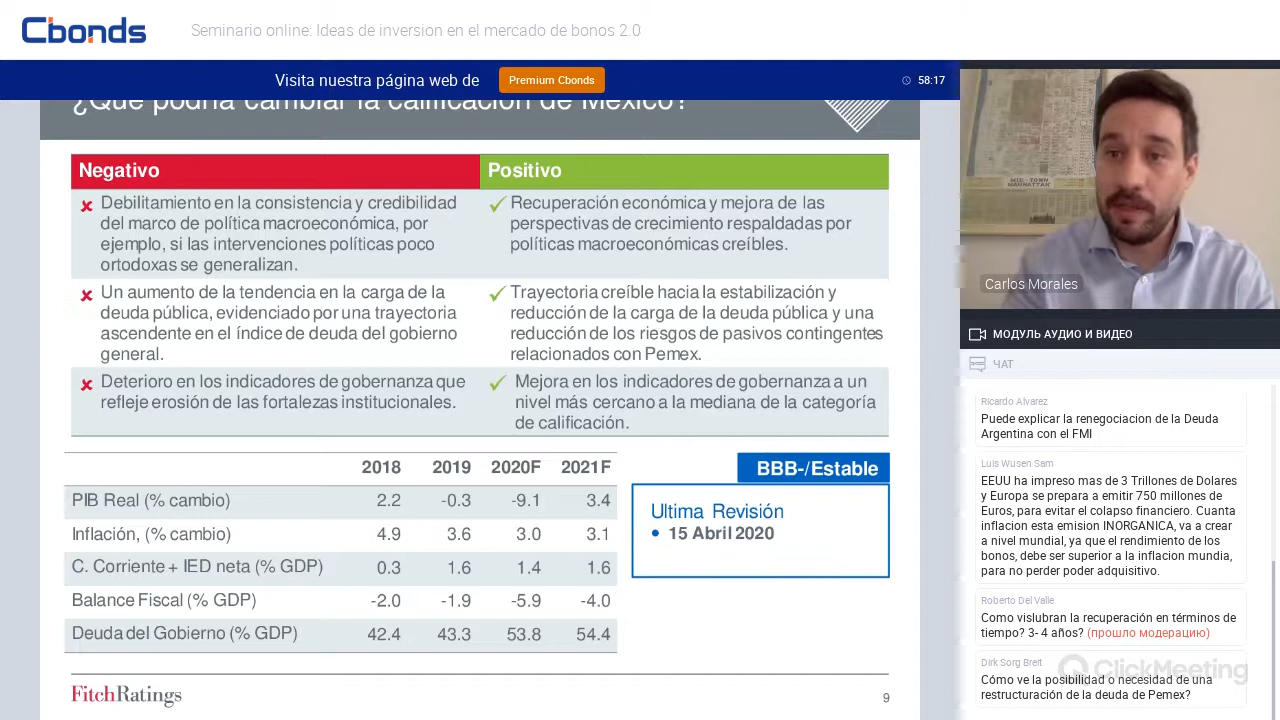 Cbonds
Seminario online: Ideas de inversion en el mercado de bonos 2.0
Visita nuestra página web de
Premium Cbonds
58:17
¿Qué podría cambiar la calificación de México?
Negativo
Positivo
Debilitamiento en la consistencia y credibilidad
del marco de política macroeconómica, por
ejemplo, si las intervenciones políticas poco
ortodoxas se generalizan.
Recuperación económica y mejora de las
perspectivas de crecimiento respaldadas por
políticas macroeconómicas creíbles.
Un aumento de la tendencia en la carga de la
deuda pública, evidenciado por una trayectoria
ascendente en el índice de deuda del gobierno
general.
Trayectoria creíble hacia la estabilización y
reducción de la carga de la deuda pública y una
reducción de los riesgos de pasivos contingentes
relacionados con Pemex.
Deterioro en los indicadores de gobernanza que
refleje erosión de las fortalezas institucionales.
Mejora en los indicadores de gobernanza a un
nivel más cercano a la mediana de la categoría
de calificación.
2018 2019 2020F 2021F
PIB Real (% cambio) 2.2 -0.3 -9.1 3.4
Inflación, (% cambio) 4.9 3.6 3.0 3.1
C. Corriente + IED neta (% GDP) 0.3 1.6 1.4 1.6
Balance Fiscal (% GDP) -2.0 -1.9 -5.9 -4.0
Deuda del Gobierno (% GDP) 42.4 43.3 53.8 54.4
BBB-/Estable
Ultima Revisión
• 15 Abril 2020
FitchRatings
9
MID-TOWN
MANHATTAN
Carlos Morales
МОДУЛЬ АУДИО И ВИДЕО
ЧАТ
Ricardo Alvarez
Puede explicar la renegociacion de la Deuda
Argentina con el FMI
Luis Wusen Sam
EEUU ha impreso mas de 3 Trillones de Dolares
y Europa se prepara a emitir 750 millones de
Euros, para evitar el colapso financiero. Cuanta
inflacion esta emision INORGANICA, va a crear
a nivel mundial, ya que el rendimiento de los
bonos, debe ser superior a la inflacion mundia,
para no perder poder adquisitivo.
Roberto Del Valle
Como vislubran la recuperación en términos de
tiempo? 3- 4 años? (прошло модерацию)
Dirk Sorg Breit
Cómo ve la posibilidad o necesidad de una
restructuración de la deuda de Pemex?
ClickMeeting